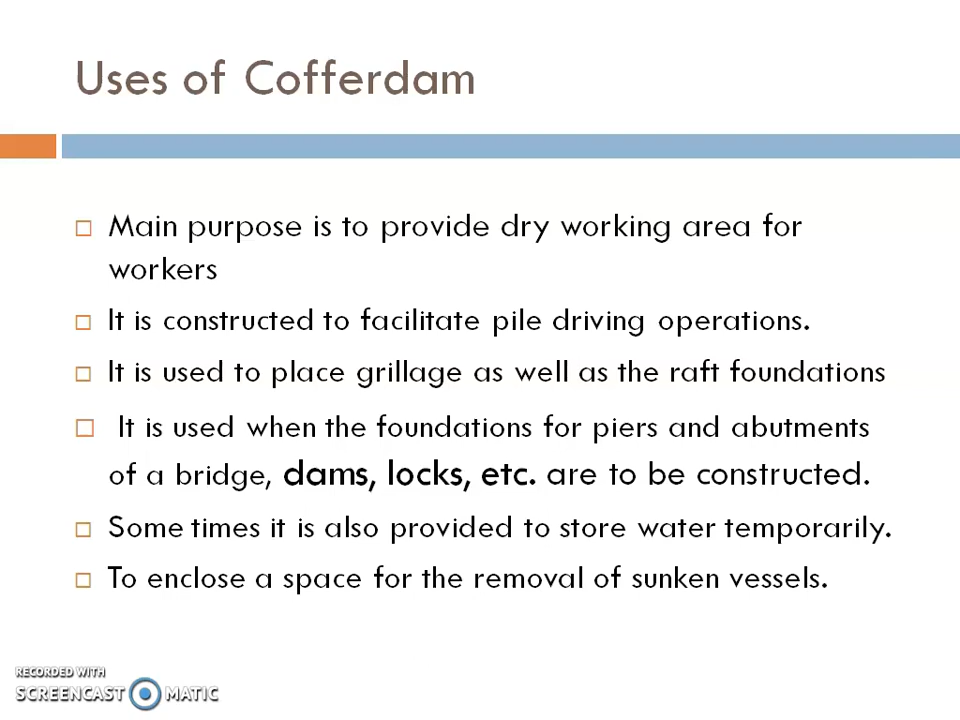 Uses of Cofferdam
Main purpose is to provide dry working area for
workers
It is constructed to facilitate pile driving operations.
It is used to place grillage as well as the raft foundations
It is used when the foundations for piers and abutments
of a bridge, dams, locks, etc. are to be constructed.
Some times it is also provided to store water temporarily.
To enclose a space for the removal of sunken vessels.
RECORDED WITH
SCREENCAST MATIC